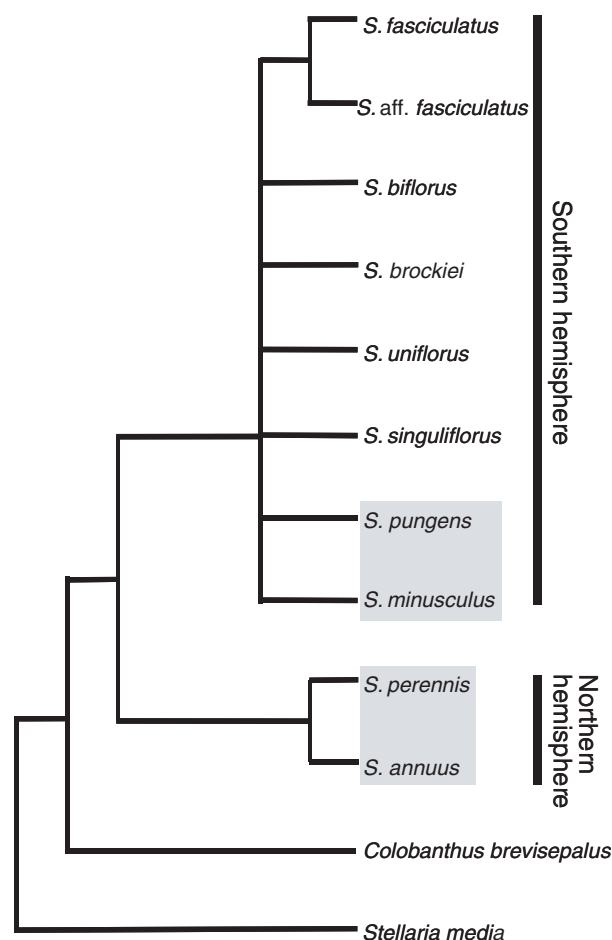 S. fasciculatus
S. aff. fasciculatus
S. biflorus
S. brockiei
S. uniflorus
S. singuliflorus
S. pungens
S. minusculus
Southern hemisphere
S. perennis
S. annuus
Northern
hemisphere
Colobanthus brevisepalus
Stellaria media